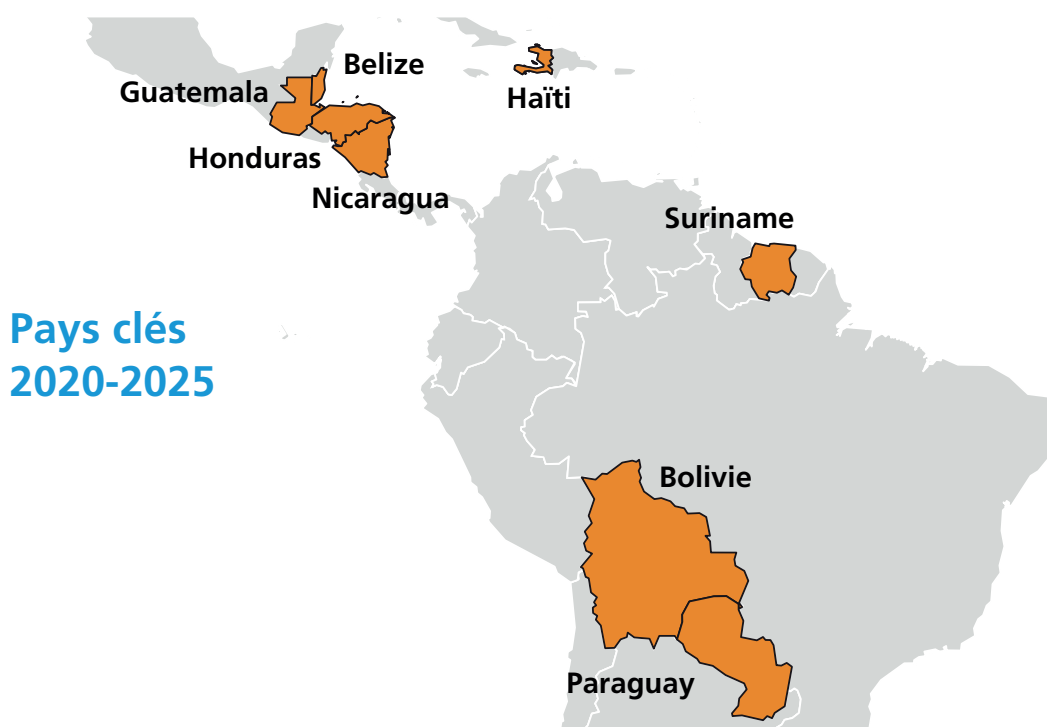 Belize
Guatemala
Haïti
Honduras
Nicaragua
Suriname
Pays clés
2020-2025
Bolivie
Paraguay